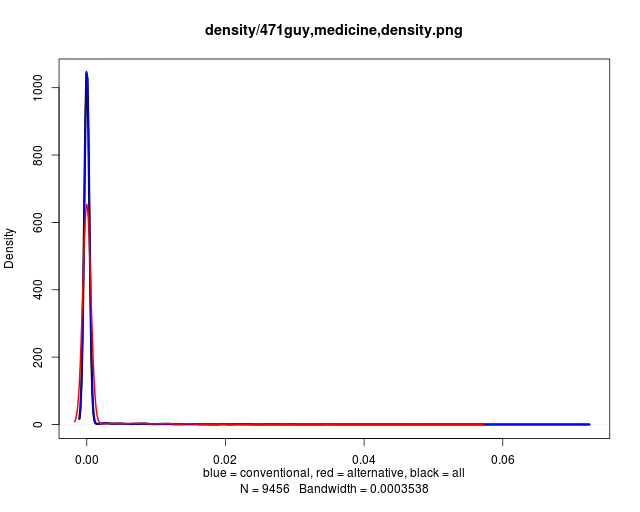 density/471guy,medicine,density.png
Density
1000
800
600
400
200
0
0.00 0.02 0.04 0.06
blue = conventional, red = alternative, black = all
N = 9456 Bandwidth = 0.0003538